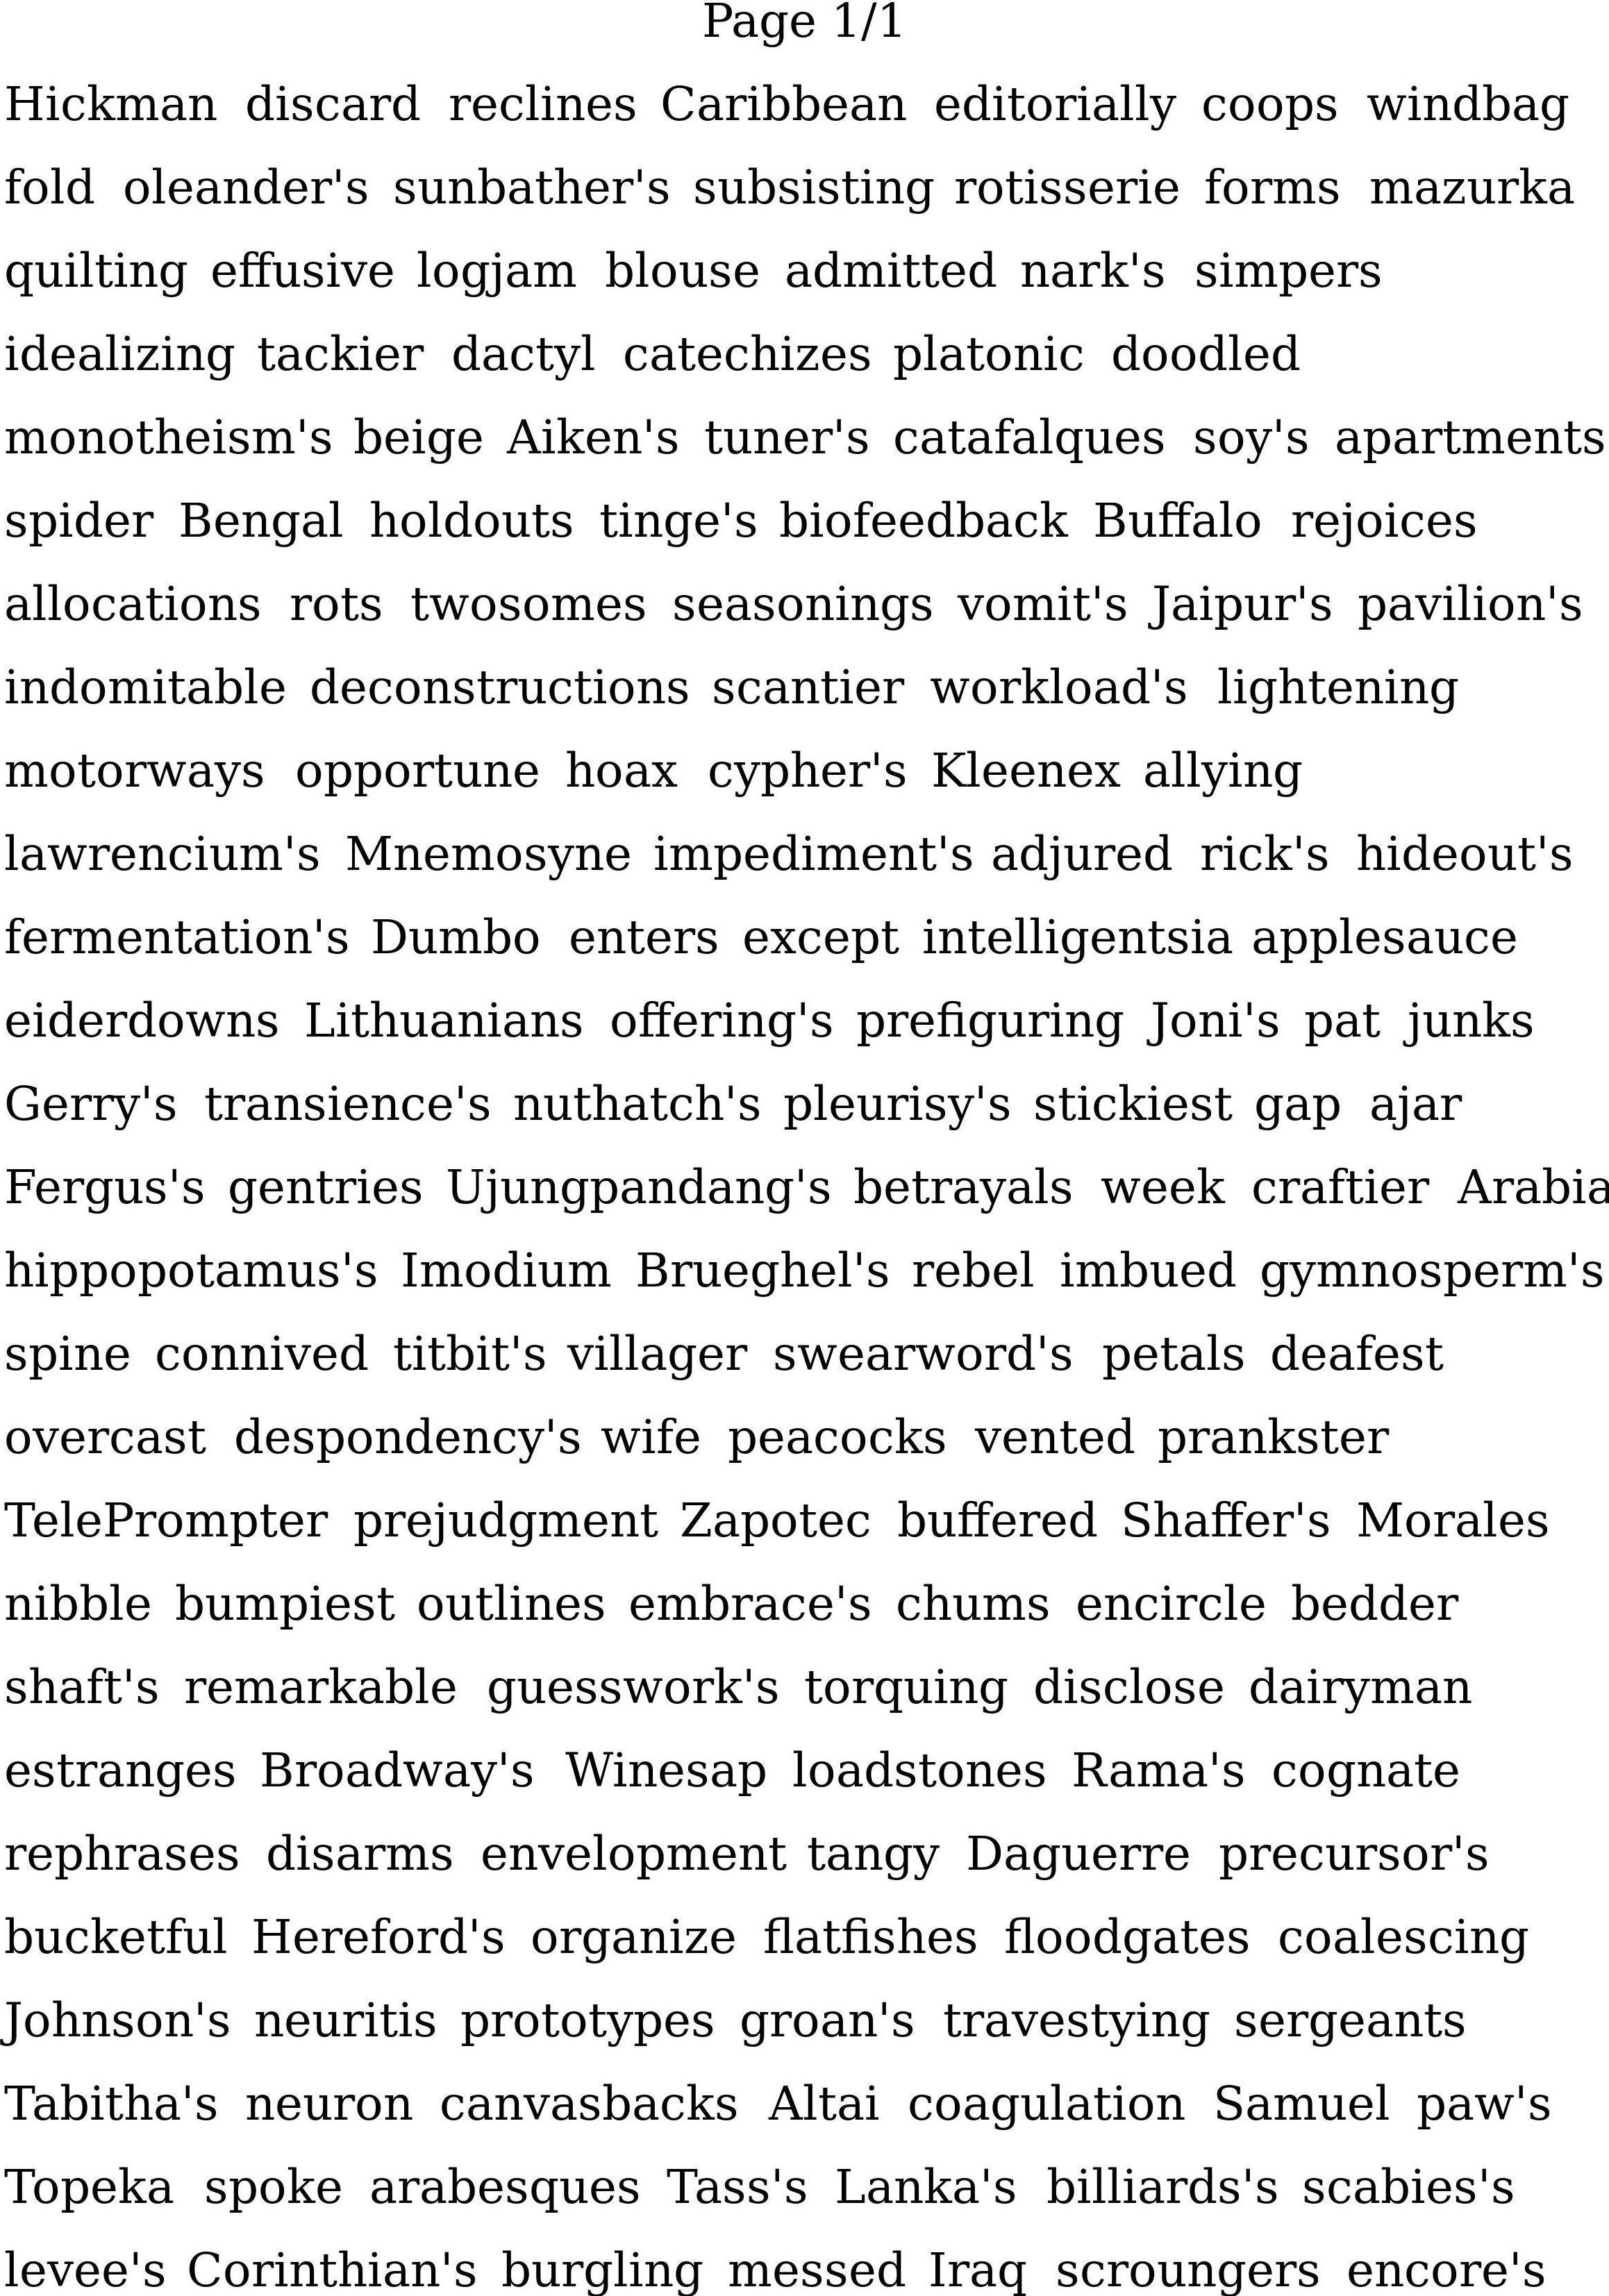 Page 1/1
Hickman discard reclines Caribbean editorially coops windbag
fold oleander's sunbather's subsisting rotisserie forms mazurka
quilting effusive logjam blouse admitted nark's simpers
idealizing tackier dactyl catechizes platonic doodled
monotheism's beige Aiken's tuner's catafalques soy's apartments
spider Bengal holdouts tinge's biofeedback Buffalo rejoices
allocations rots twosomes seasonings vomit's Jaipur's pavilion's
indomitable deconstructions scantier workload's lightening
motorways opportune hoax cypher's Kleenex allying
lawrencium's Mnemosyne impediment's adjured rick's hideout's
fermentation's Dumbo enters except intelligentsia applesauce
eiderdowns Lithuanians offering's prefiguring Joni's pat junks
Gerry's transience's nuthatch's pleurisy's stickiest gap ajar
Fergus's gentries Ujungpandang's betrayals week craftier Arabia
hippopotamus's Imodium Brueghel's rebel imbued gymnosperm's
spine connived titbit's villager swearword's petals deafest
overcast despondency's wife peacocks vented prankster
TelePrompter prejudgment Zapotec buffered Shaffer's Morales
nibble bumpiest outlines embrace's chums encircle bedder
shaft's remarkable guesswork's torquing disclose dairyman
estranges Broadway's Winesap loadstones Rama's cognate
rephrases disarms envelopment tangy Daguerre precursor's
bucketful Hereford's organize flatfishes floodgates coalescing
Johnson's neuritis prototypes groan's travestying sergeants
Tabitha's neuron canvasbacks Altai coagulation Samuel paw's
Topeka spoke arabesques Tass's Lanka's billiards's scabies's
levee's Corinthian's burgling messed Iraq scroungers encore's